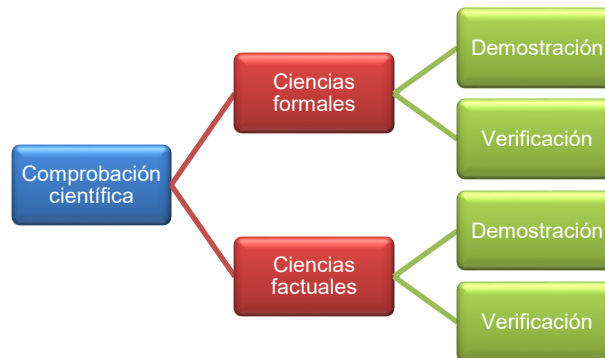 Comprobación
científica
Ciencias
formales
Demostración
Verificación
Ciencias
factuales
Demostración
Verificación